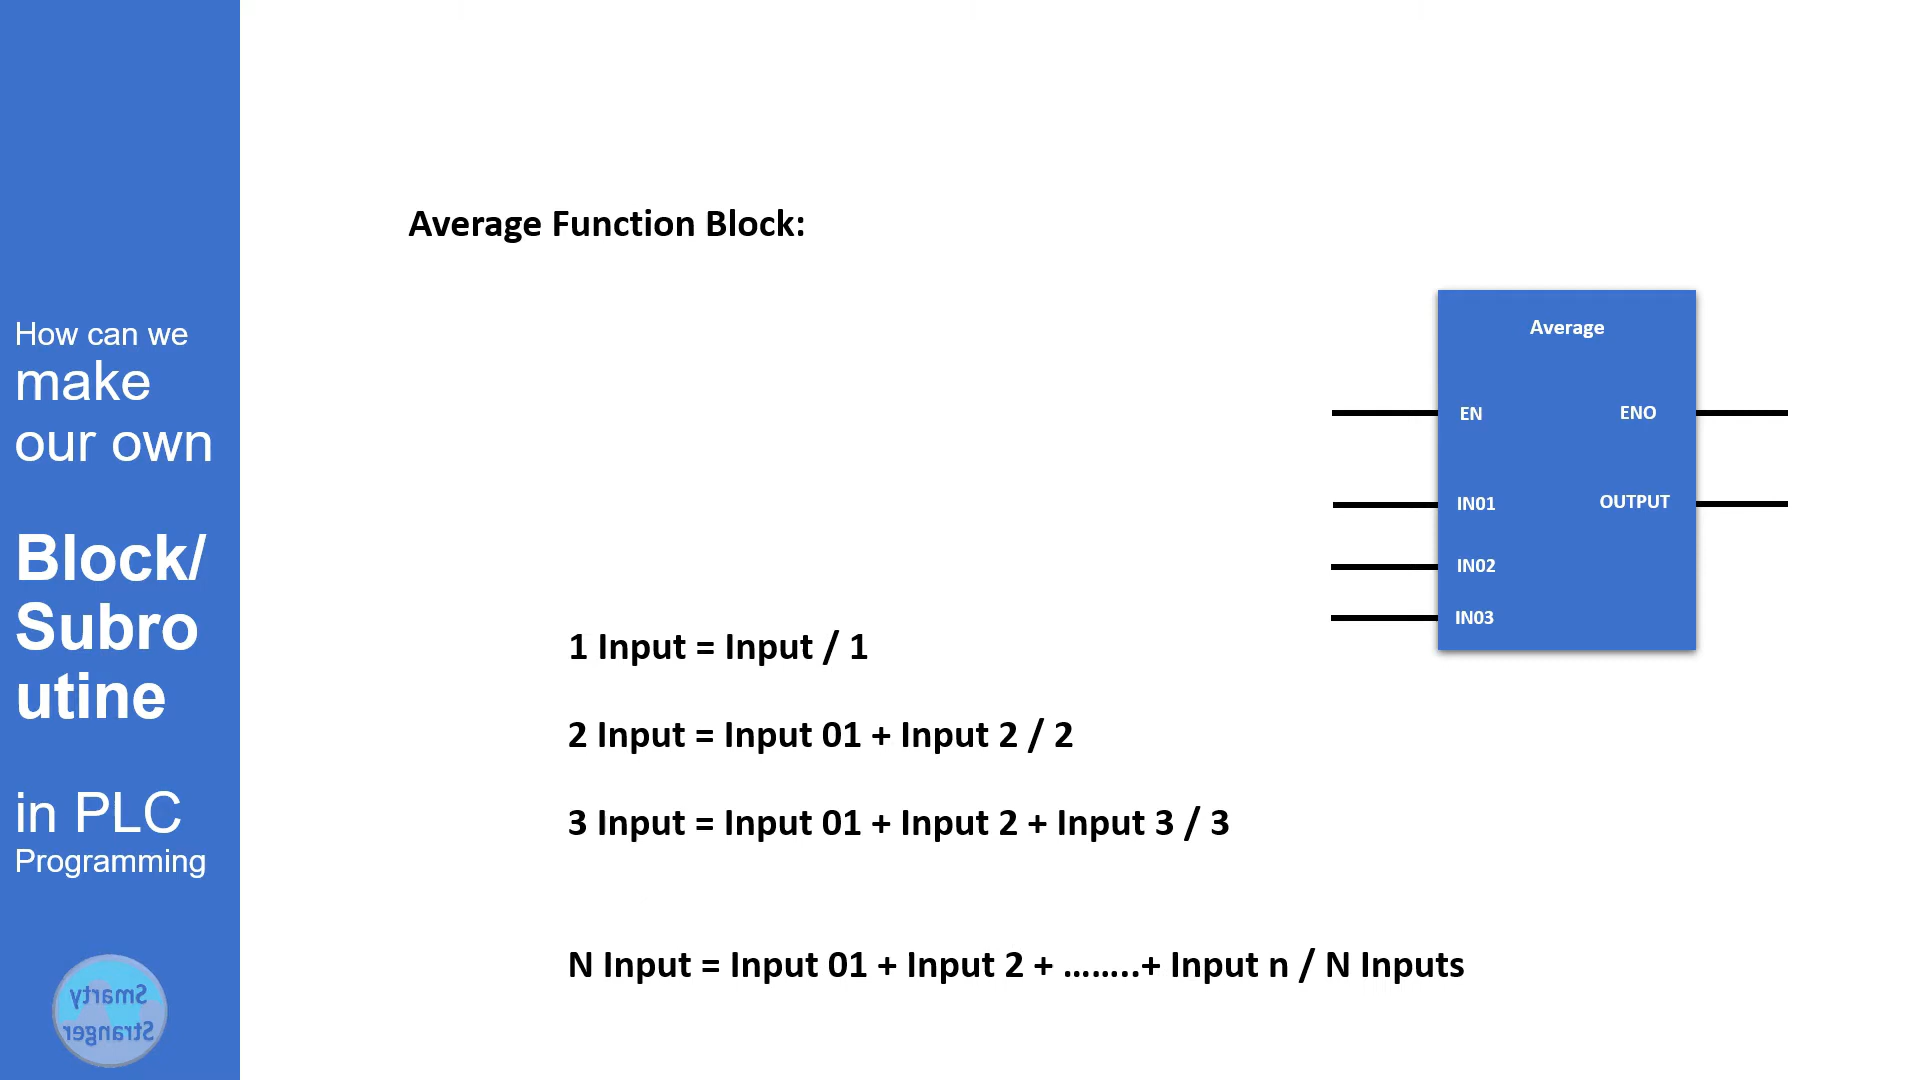 How can we
make
our own
Block/
Subro
utine
in PLC
Programming
Smarty
Stranger
Average Function Block:
Average
EN
ENO
IN01
OUTPUT
IN02
IN03
1 Input = Input / 1
2 Input = Input 01 + Input 2 / 2
3 Input = Input 01 + Input 2 + Input 3 / 3
N Input = Input 01 + Input 2 + ........+ Input n / N Inputs